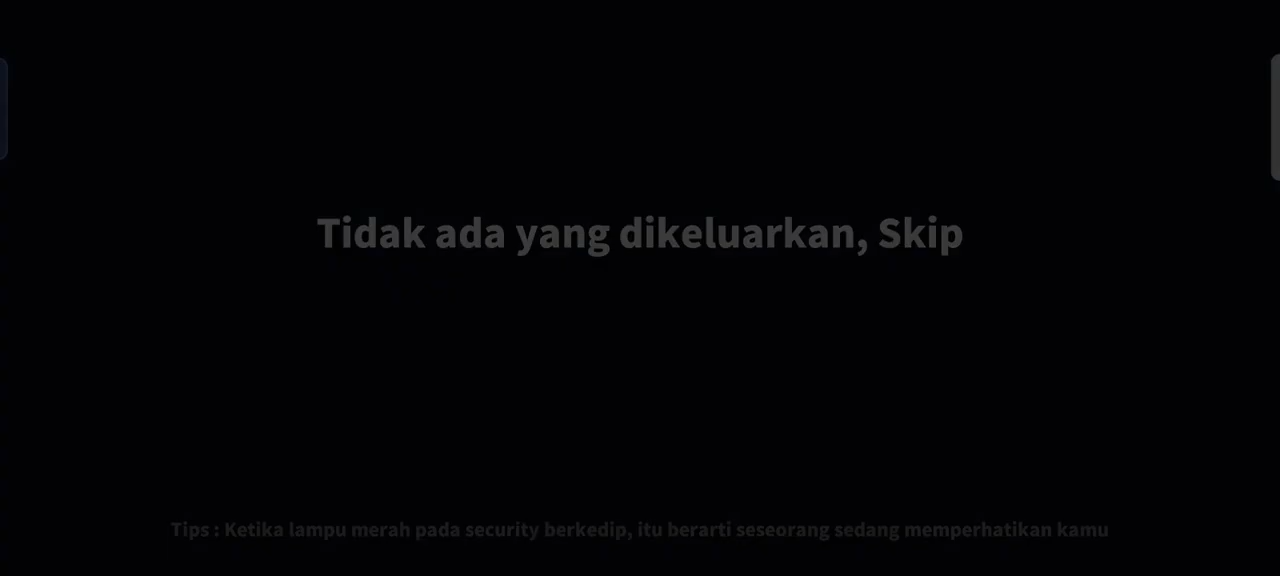 Tidak ada yang dikeluarkan, Skip
Tips : Ketika lampu merah pada security berkedip, itu berarti seseorang sedang memperhatikan kamu